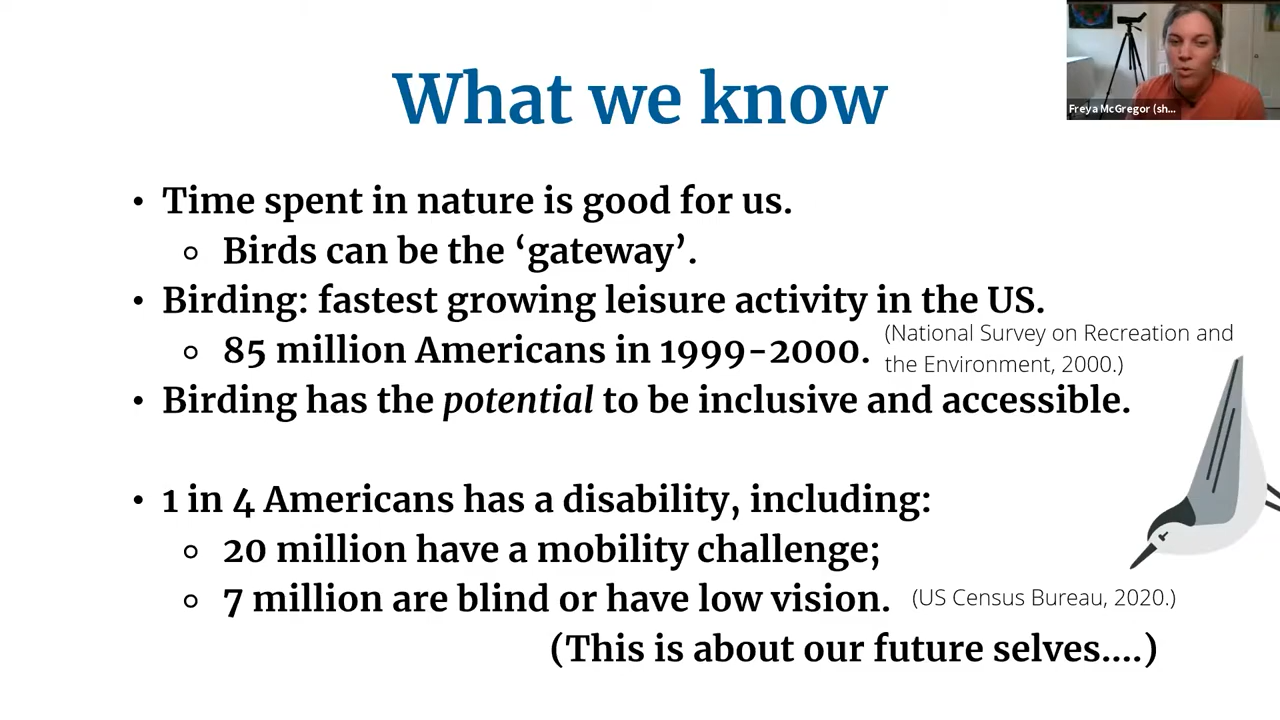 What we know
Freya McGregor (sh...
• Time spent in nature is good for us.
○ Birds can be the ‘gateway’.
• Birding: fastest growing leisure activity in the US.
○ 85 million Americans in 1999-2000.
(National Survey on Recreation and
the Environment, 2000.)
• Birding has the potential to be inclusive and accessible.
• 1 in 4 Americans has a disability, including:
○ 20 million have a mobility challenge;
○ 7 million are blind or have low vision.
(US Census Bureau, 2020.)
(This is about our future selves....)